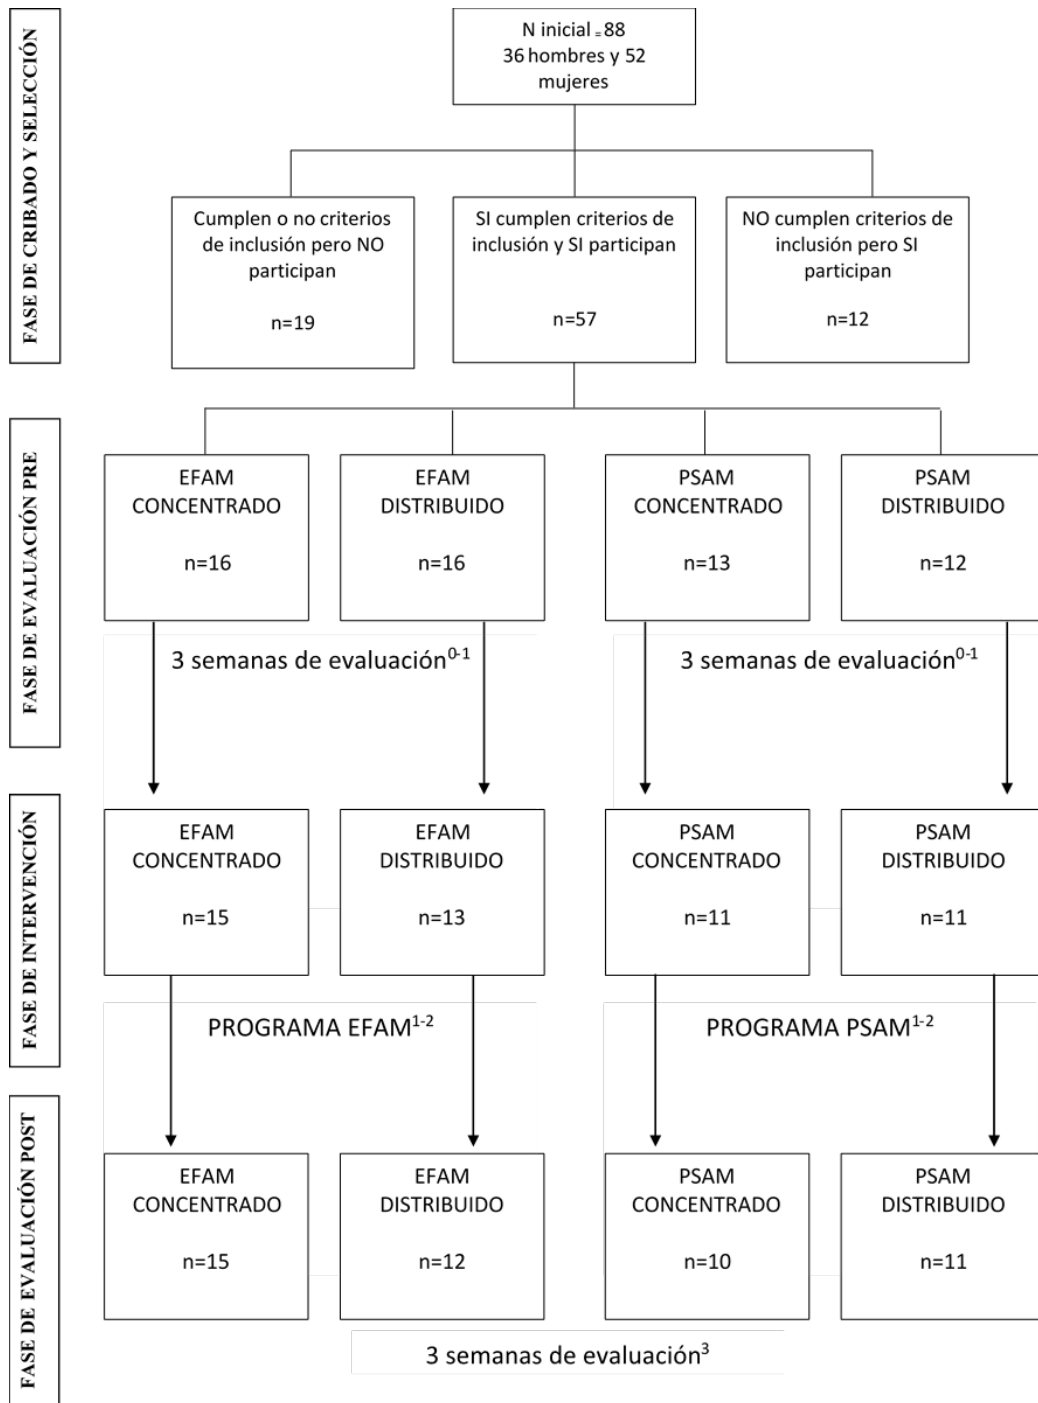 FASE DE CRIBADO Y SELECCIÓN
N inicial = 88
36 hombres y 52
mujeres
Cumplen o no criterios
de inclusión pero NO
participan
n=19
SI cumplen criterios de
inclusión y SI participan
n=57
NO cumplen criterios de
inclusión pero SI
participan
n=12
FASE DE EVALUACIÓN PRE
EFAM
CONCENTRADO
n=16
EFAM
DISTRIBUIDO
n=16
PSAM
CONCENTRADO
n=13
PSAM
DISTRIBUIDO
n=12
3 semanas de evaluación0-1
3 semanas de evaluación0-1
FASE DE INTERVENCIÓN
EFAM
CONCENTRADO
n=15
EFAM
DISTRIBUIDO
n=13
PSAM
CONCENTRADO
n=11
PSAM
DISTRIBUIDO
n=11
PROGRAMA EFAM1-2
PROGRAMA PSAM1-2
FASE DE EVALUACIÓN POST
EFAM
CONCENTRADO
n=15
EFAM
DISTRIBUIDO
n=12
PSAM
CONCENTRADO
n=10
PSAM
DISTRIBUIDO
n=11
3 semanas de evaluación3